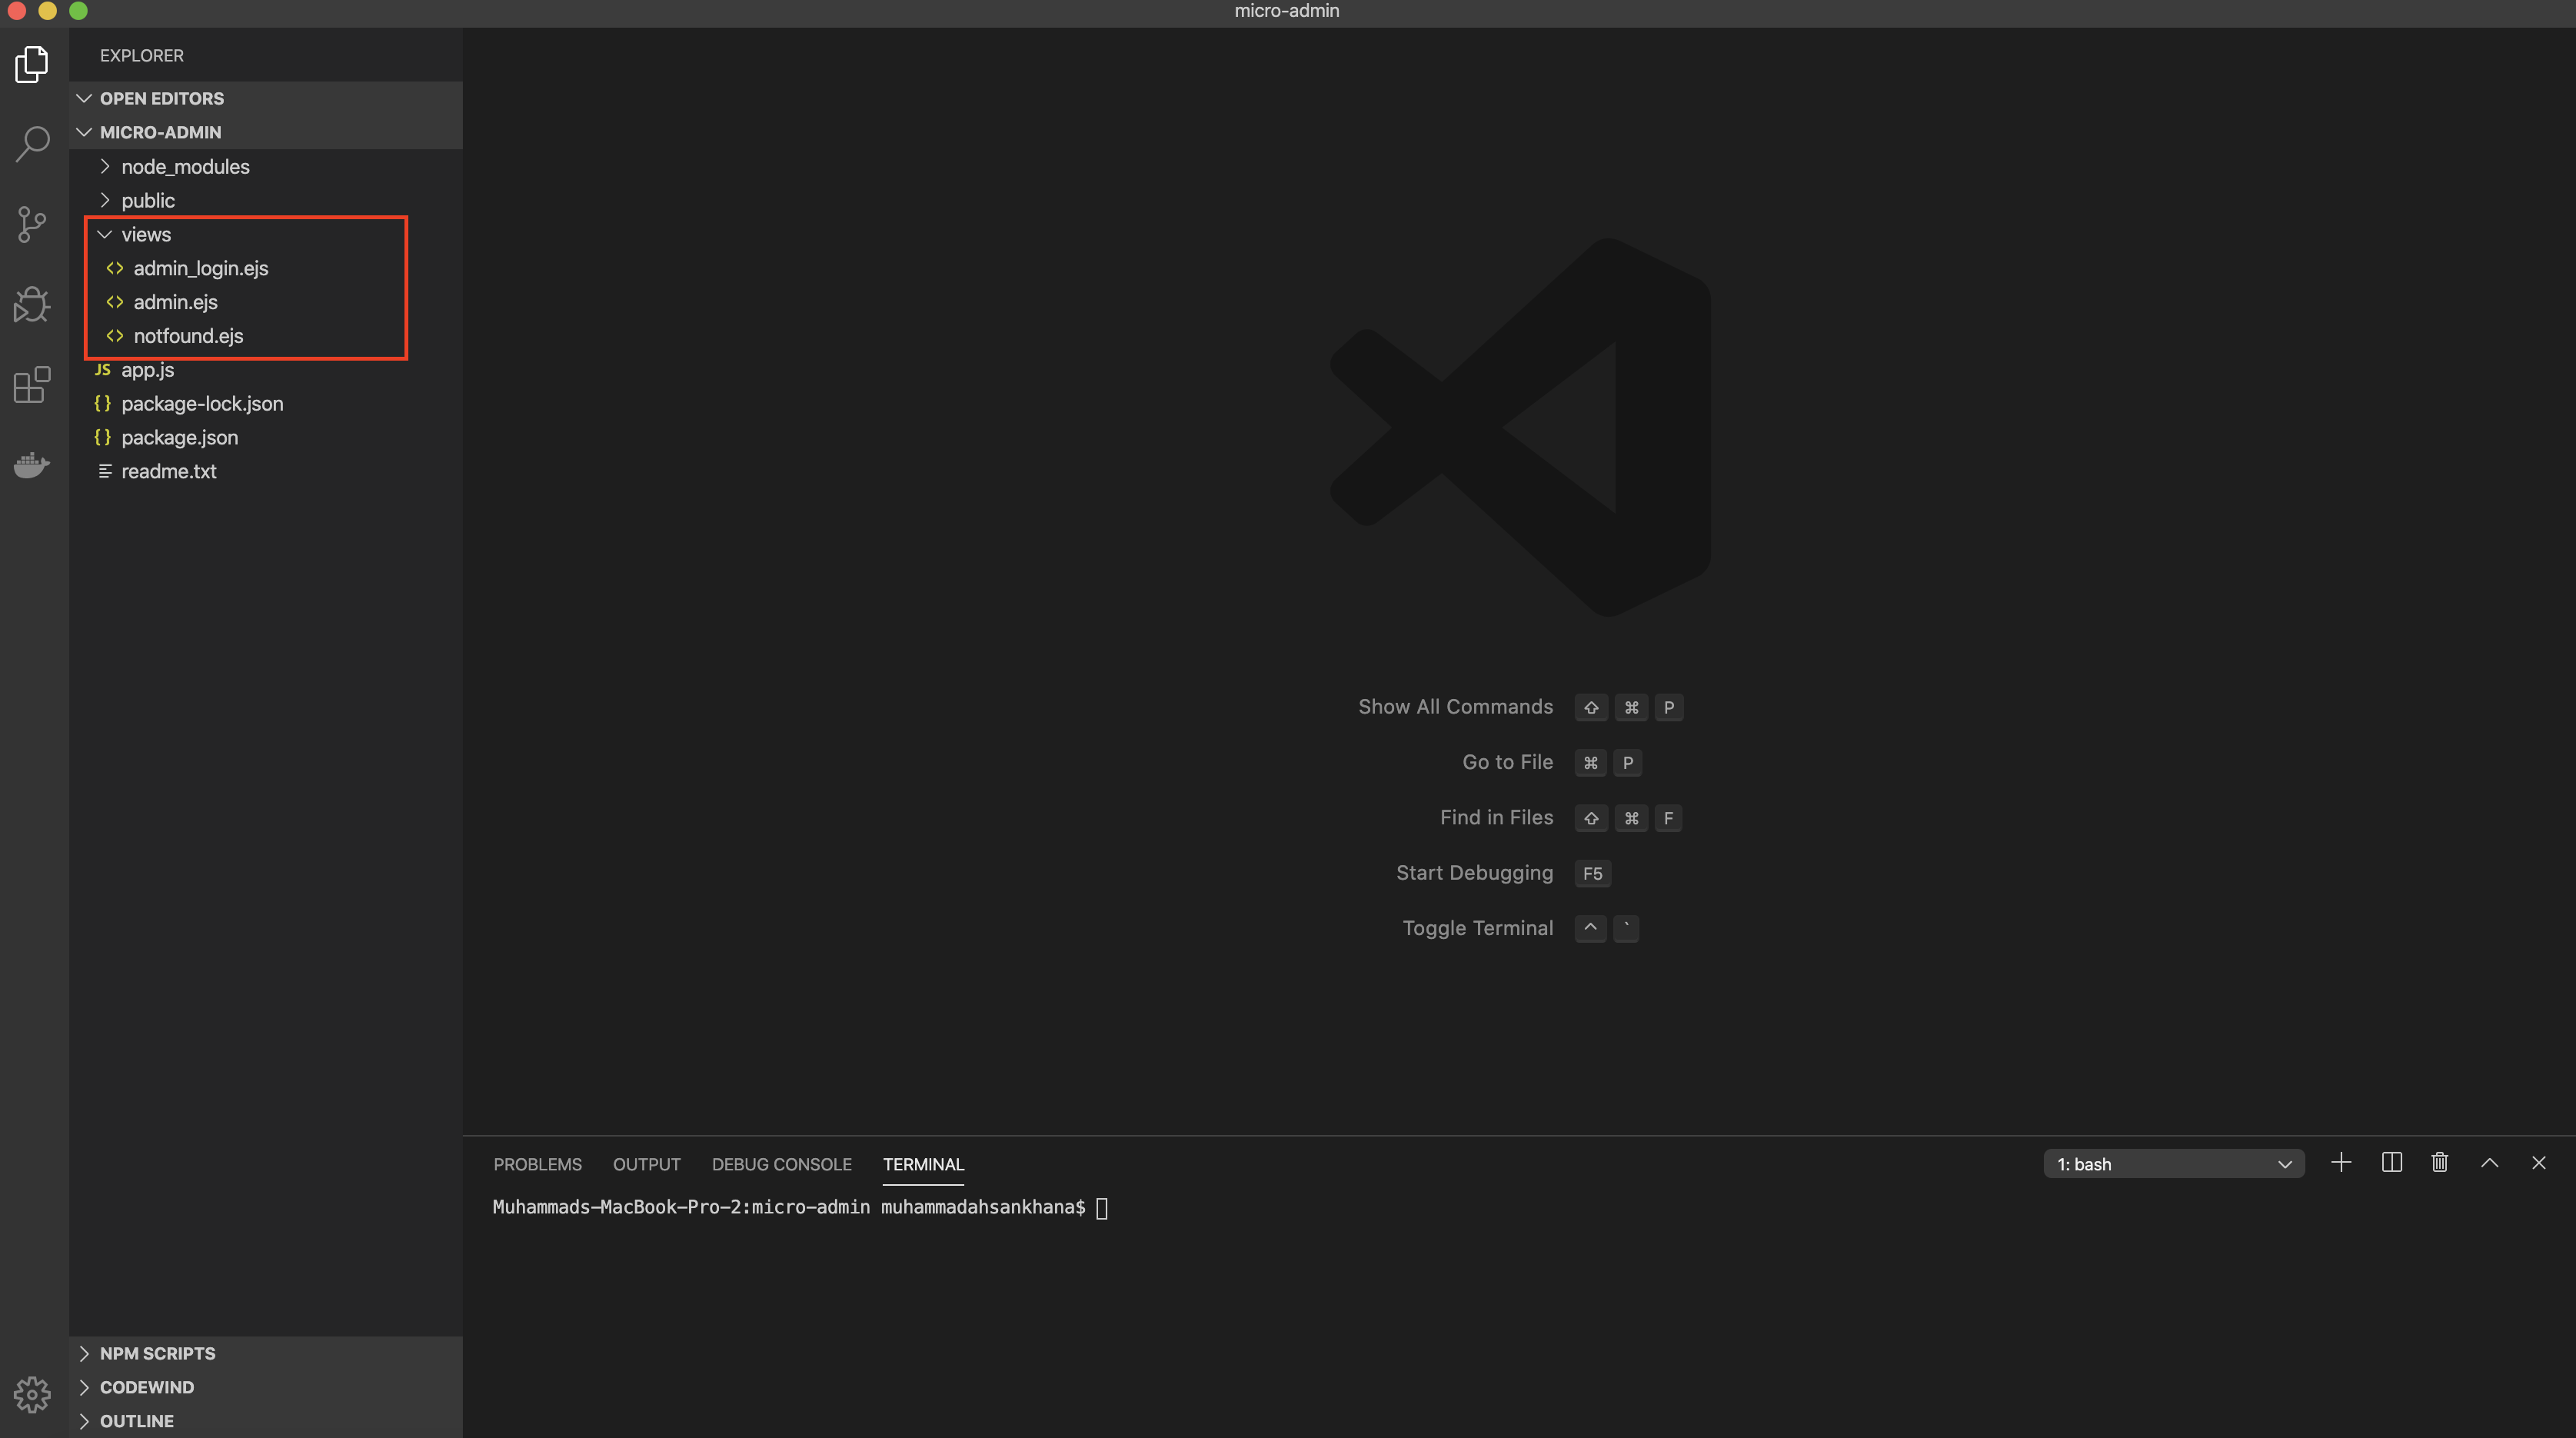 micro-admin
EXPLORER
OPEN EDITORS
MICRO-ADMIN
node_modules
public
views
<> admin_login.ejs
<> admin.ejs
<> notfound.ejs
JS app.js
{} package-lock.json
{} package.json
readme.txt
Show All Commands ⇧ ⌘ P
Go to File ⌘ P
Find in Files ⇧ ⌘ F
Start Debugging F5
Toggle Terminal ^ `
PROBLEMS OUTPUT DEBUG CONSOLE TERMINAL 1: bash
Muhammads-MacBook-Pro-2:micro-admin muhammadahsankhana$
NPM SCRIPTS
CODEWIND
OUTLINE